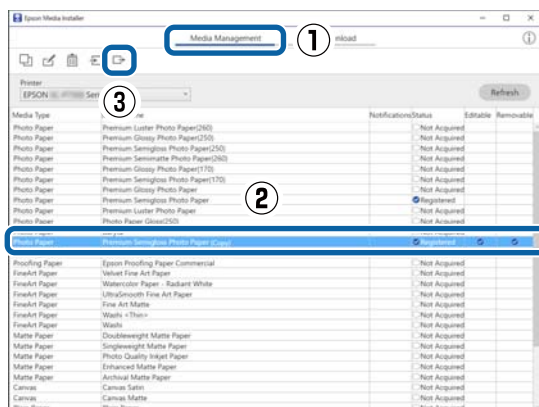 Epson Media Installer
Media Management
nload
①
③
Printer
EPSON
Seri
Refresh
Media Type
Notifications Status Editable Removable
Photo Paper Premium Luster Photo Paper(260) Not Acquired
Photo Paper Premium Glossy Photo Paper(250) Not Acquired
Photo Paper Premium Semigloss Photo Paper(250) Not Acquired
Photo Paper Premium Semimatte Photo Paper(260) Not Acquired
Photo Paper Premium Glossy Photo Paper(170) Not Acquired
Photo Paper Premium Semigloss Photo Paper(170) Not Acquired
Photo Paper Premium Glossy Photo Paper Not Acquired
Photo Paper Premium Semigloss Photo Paper Registered
Photo Paper Premium Luster Photo Paper Not Acquired
Photo Paper Photo Paper Gloss(250) Not Acquired
②
Photo Paper Premium Semigloss Photo Paper (Copy) Registered
Proofing Paper Epson Proofing Paper Commercial Not Acquired
FineArt Paper Velvet Fine Art Paper Not Acquired
FineArt Paper Watercolor Paper - Radiant White Not Acquired
FineArt Paper UltraSmooth Fine Art Paper Not Acquired
FineArt Paper Fine Art Matte Not Acquired
FineArt Paper Washi <Thin> Not Acquired
FineArt Paper Washi Not Acquired
Matte Paper Doubleweight Matte Paper Not Acquired
Matte Paper Singleweight Matte Paper Not Acquired
Matte Paper Photo Quality Inkjet Paper Not Acquired
Matte Paper Enhanced Matte Paper Not Acquired
Matte Paper Archival Matte Paper Not Acquired
Canvas Canvas Satin Not Acquired
Canvas Canvas Matte Not Acquired